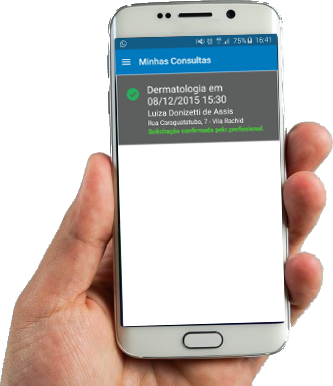 75% 16:41
Minhas Consultas
Dermatologia em
08/12/2015 15:30
Luiza Donizetti de Assis
Rua Caraguatatuba, 7 - Vila Rachid
Solicitação confirmada pelo profissional.